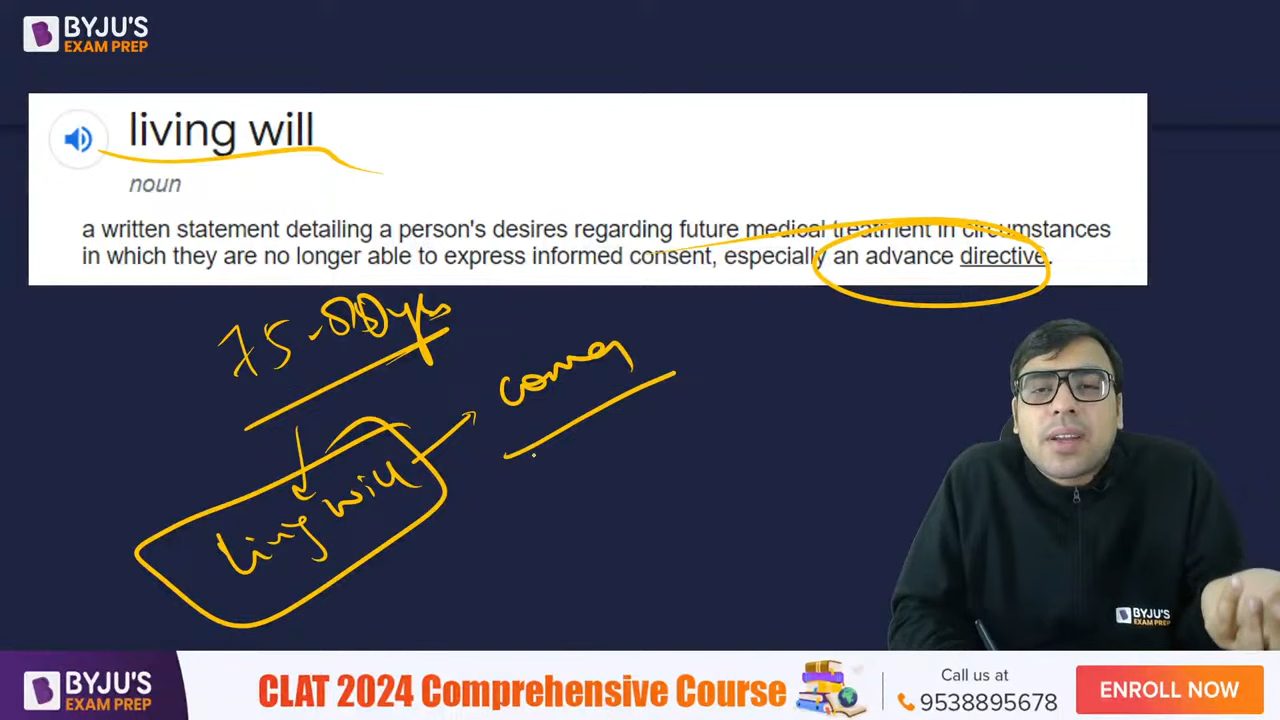 BYJU'S
EXAM PREP
living will
noun
a written statement detailing a person's desires regarding future medical treatment in circumstances
in which they are no longer able to express informed consent, especially an advance directive.
75-80yrs
coma
living will
BYJU'S
EXAM PREP
BYJU'S
EXAM PREP
CLAT 2024 Comprehensive Course
Call us at
9538895678
ENROLL NOW